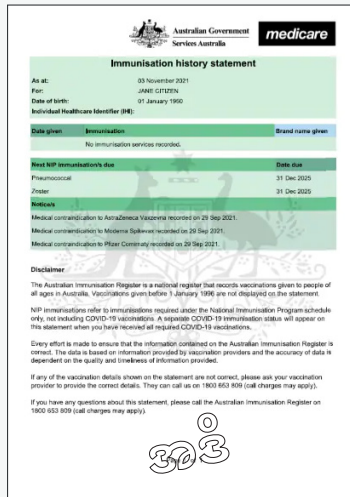 Australian Government
Services Australia
medicare
Immunisation history statement
As at: 03 November 2021
For: JANE CITIZEN
Date of birth: 01 January 1990
Individual Healthcare Identifier (IHI):
Date given Immunisation Brand name given
No immunisation services recorded.
Next NIP immunisation/s due Date due
Pneumococcal 31 Dec 2025
Zoster 31 Dec 2025
Notice/s
Medical contraindication to AstraZeneca Vaxzevria recorded on 29 Sep 2021.
Medical contraindication to Moderna Spikevax recorded on 29 Sep 2021.
Medical contraindication to Pfizer Comirnaty recorded on 29 Sep 2021.
Disclaimer
The Australian Immunisation Register is a national register that records vaccinations given to people of
all ages in Australia. Vaccinations given before 1 January 1996 are not displayed on the statement.
NIP immunisations refer to immunisations required under the National Immunisation Program schedule
only, not including COVID-19 vaccinations. A separate COVID-19 immunisation status will appear on
this statement when you have received all required COVID-19 vaccinations.
Every effort is made to ensure that the information contained on the Australian Immunisation Register is
correct. The data is based on information provided by vaccination providers and the accuracy of data is
dependent on the quality and timeliness of information provided.
If any of the vaccination details shown on the statement are not correct, please ask your vaccination
provider to provide the correct details. They can call us on 1800 653 809 (call charges may apply).
If you have any questions about this statement, please call the Australian Immunisation Register on
1800 653 809 (call charges may apply).